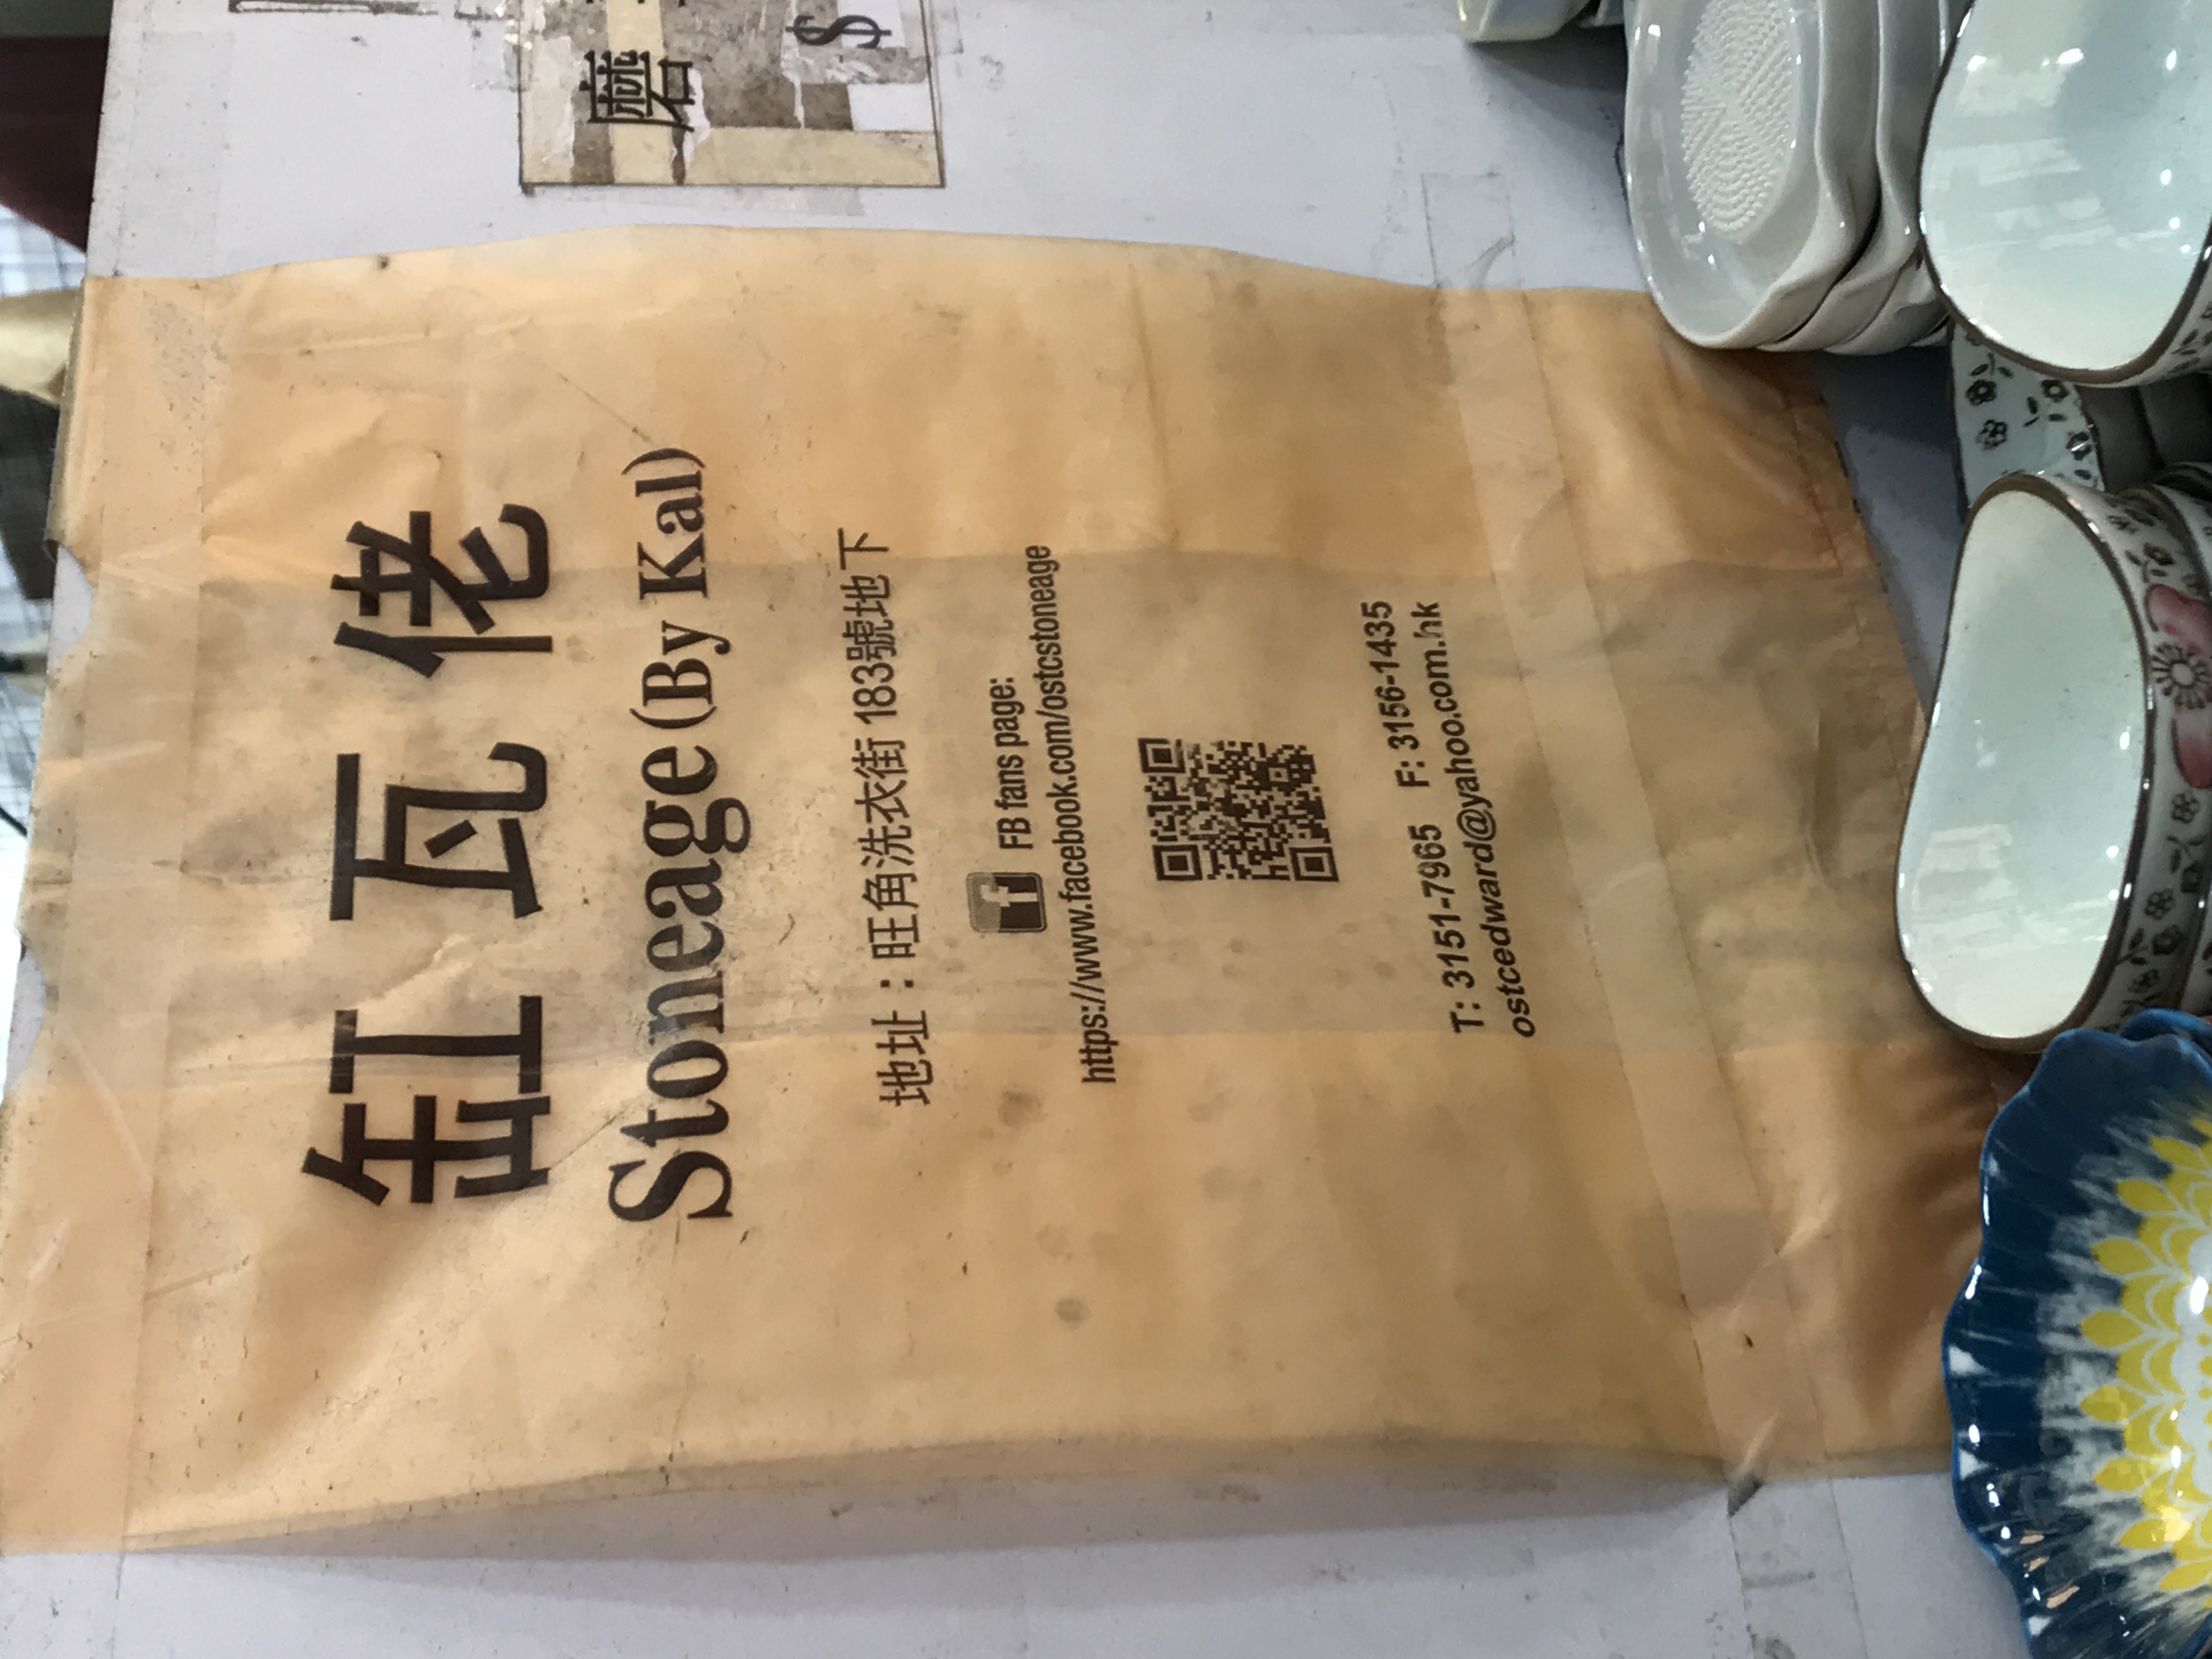 缸瓦佬
Stoneage (By Kal)
地址：旺角洗衣街 183號地下
FB fans page:
https://www.facebook.com/ostcstoneage
T: 3151-7965 F: 3156-1435
ostcedward@yahoo.com.hk
磨
$